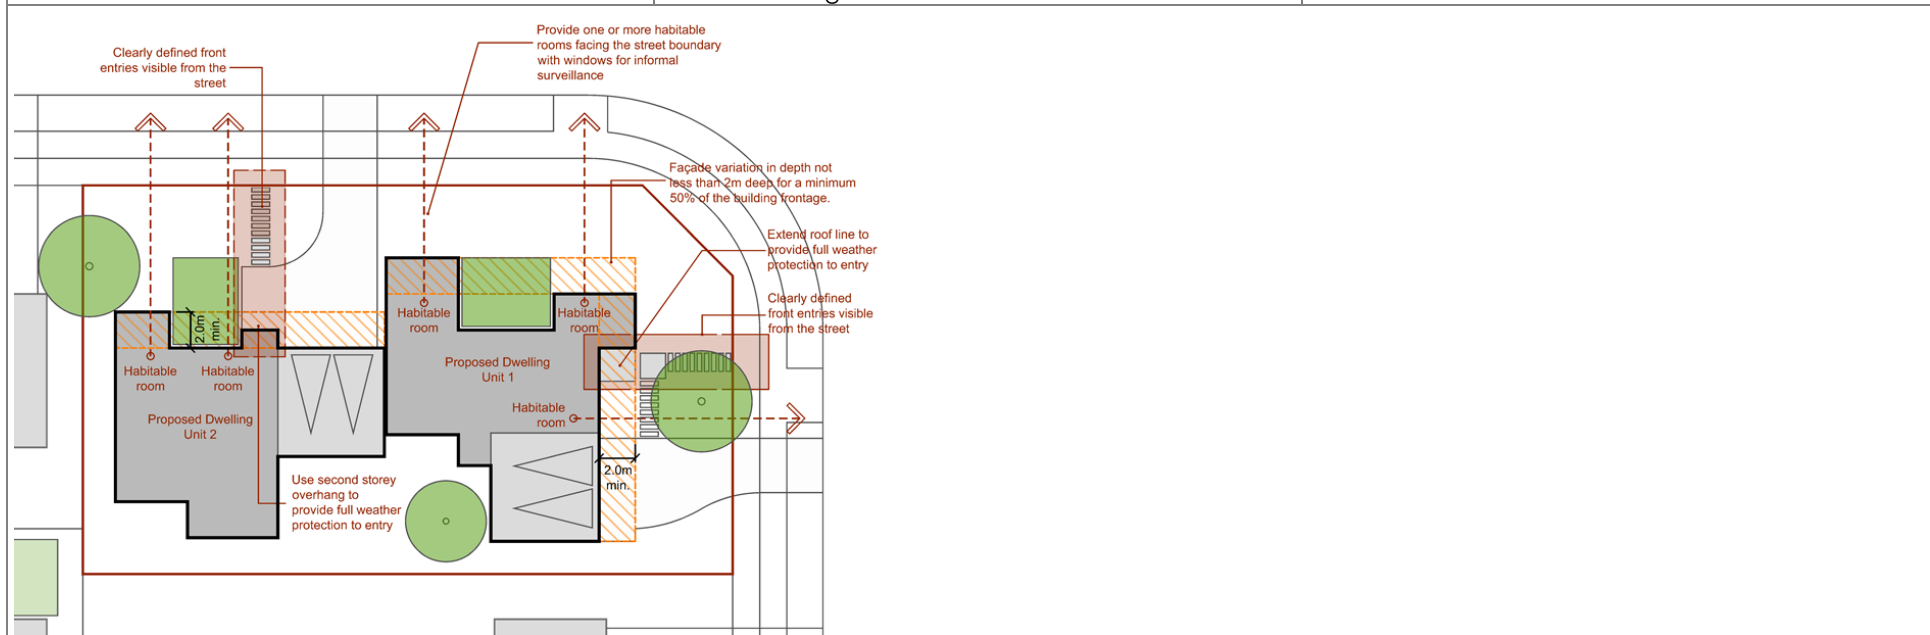 Provide one or more habitable
rooms facing the street boundary
with windows for informal
surveillance
Clearly defined front
entries visible from the
street
Façade variation in depth not
less than 2m deep for a minimum
50% of the building frontage.
Extend roof line to
provide full weather
protection to entry
Clearly defined
front entries visible
from the street
2.0m
min.
Habitable
room
Habitable
room
Habitable
room
Habitable
room
Proposed Dwelling
Unit 1
Habitable
room
Proposed Dwelling
Unit 2
2.0m
min.
Use second storey
overhang to
provide full weather
protection to entry